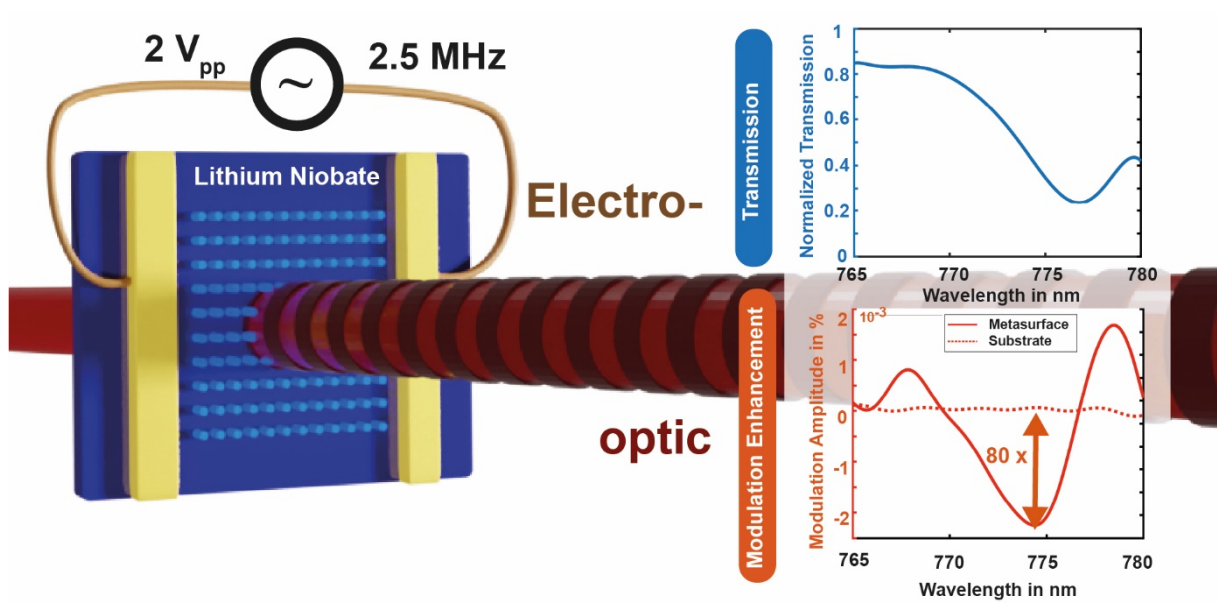 2 Vpp
~
2.5 MHz
Lithium Niobate
Electro-
optic
Transmission
Normalized Transmission
1
0.8
0.6
0.4
0.2
0
765
770
775
780
Wavelength in nm
Modulation Enhancement
Modulation Amplitude in %
10-3
2
1
0
-1
-2
Metasurface
Substrate
80 x
765
770
775
780
Wavelength in nm